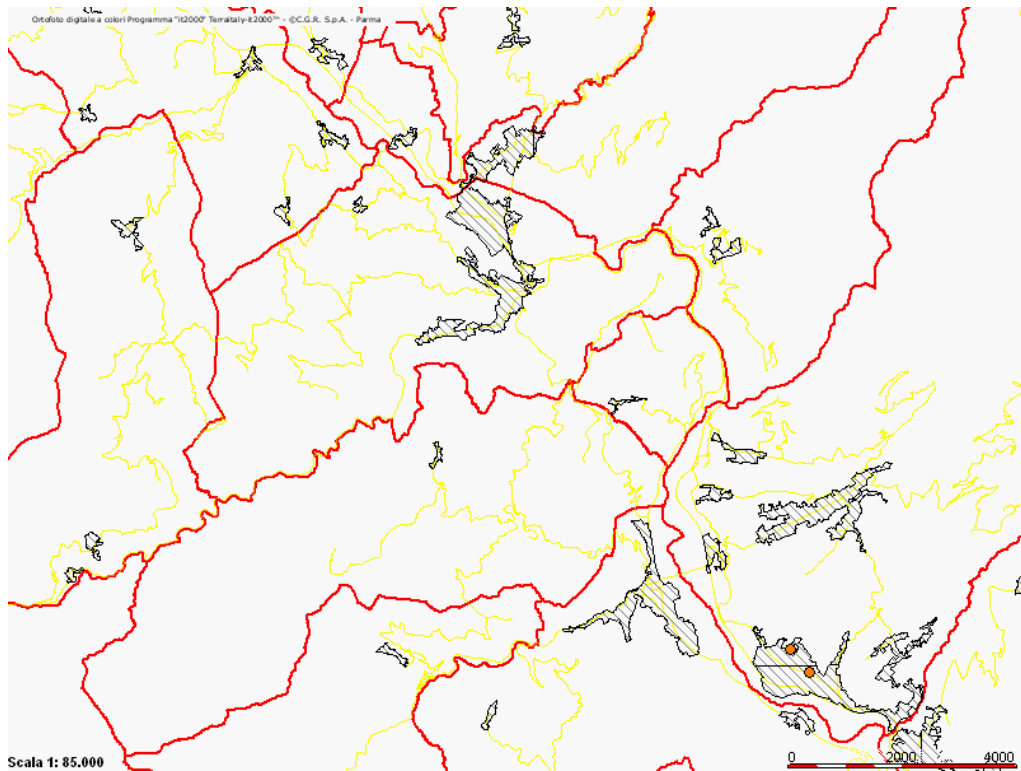 Ortofoto digitale a colori Programma "it2000" Terraitaly-it2000™ - ©C.G.R. S.p.A. - Parma
Scala 1: 85.000
0 2000 4000